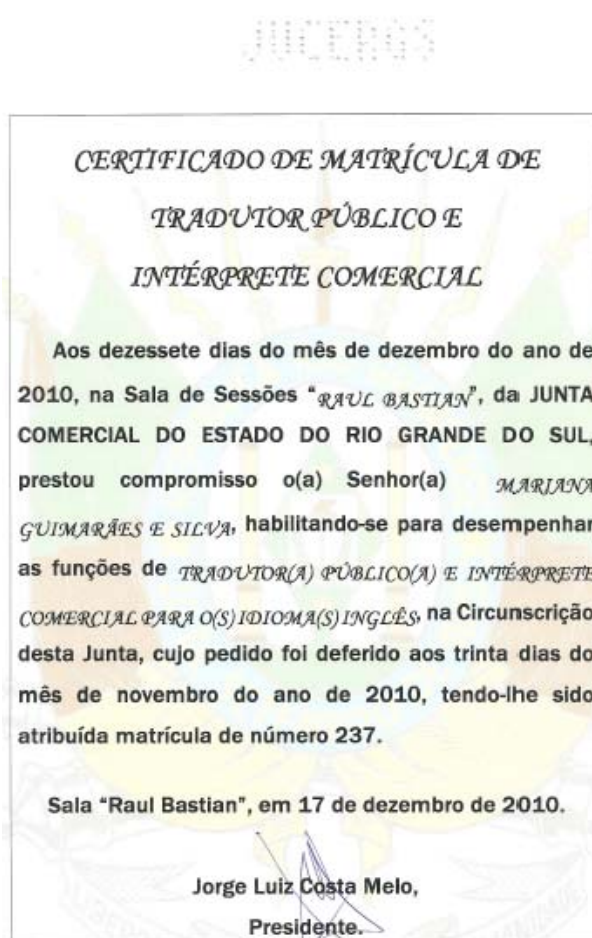 JUCERGS
CERTIFICADO DE MATRÍCULA DE
TRADUTOR PÚBLICO E
INTÉRPRETE COMERCIAL
Aos dezessete dias do mês de dezembro do ano de
2010, na Sala de Sessões “RAUL BASTIAN”, da JUNTA
COMERCIAL DO ESTADO DO RIO GRANDE DO SUL,
prestou compromisso o(a) Senhor(a) MARIANA
GUIMARÃES E SILVA, habilitando-se para desempenhar
as funções de TRADUTOR(A) PÚBLICO(A) E INTÉRPRETE
COMERCIAL PARA O(S) IDIOMA(S) INGLÊS, na Circunscrição
desta Junta, cujo pedido foi deferido aos trinta dias do
mês de novembro do ano de 2010, tendo-lhe sido
atribuída matrícula de número 237.
Sala “Raul Bastian”, em 17 de dezembro de 2010.
Jorge Luiz Costa Melo,
Presidente.